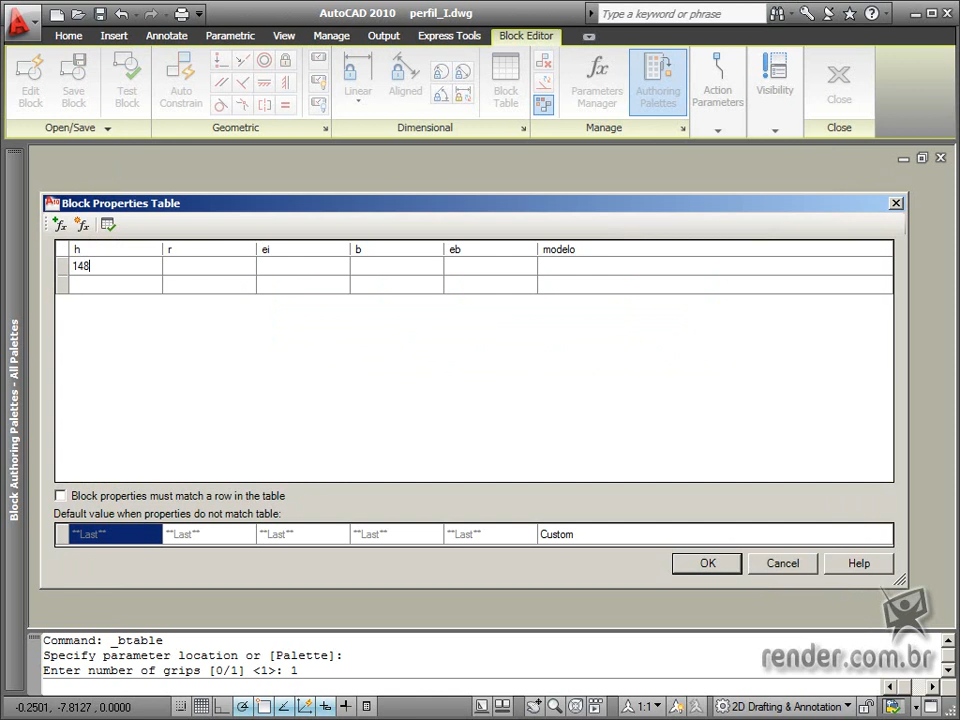 AutoCAD 2010 perfil_I.dwg
Type a keyword or phrase
Home Insert Annotate Parametric View Manage Output Express Tools Block Editor
Edit Block
Save Block
Test Block
Auto Constrain
Linear
Aligned
Block Table
fx
Parameters Manager
Authoring Palettes
Action Parameters
Visibility
Close
Open/Save
Geometric
Dimensional
Manage
Close
Block Properties Table
fx fx
h r ei b eb modelo
148
Block properties must match a row in the table
Default value when properties do not match table:
**Last** **Last** **Last** **Last** **Last** Custom
OK Cancel Help
Block Authoring Palettes - All Palettes
render.com.br
Command: _btable
Specify parameter location or [Palette]:
Enter number of grips [0/1] <1>: 1
Command:
-0.2501, -7.8127, 0.0000
1:1
2D Drafting & Annotation